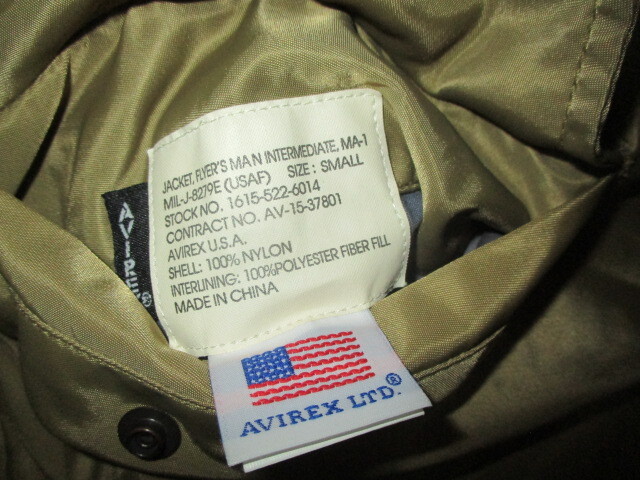 JACKET, FLYER'S MAN INTERMEDIATE, MA-1
MIL-J-8279E (USAF) SIZE : SMALL
STOCK NO. 1615-522-6014
CONTRACT NO. AV-15-37801
AVIREX U.S.A.
SHELL: 100% NYLON
INTERLINING: 100%POLYESTER FIBER FILL
MADE IN CHINA
AVIREX®
AVIREX LTD.®